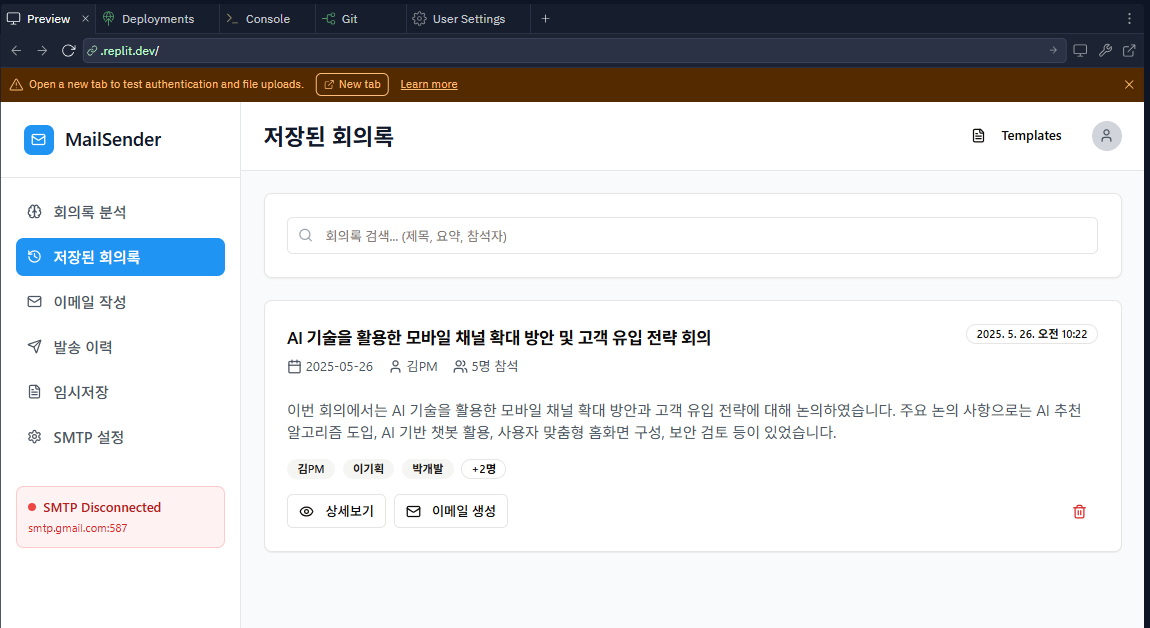 Preview
Deployments
Console
Git
User Settings
.replit.dev/
Open a new tab to test authentication and file uploads.
New tab
Learn more
MailSender
저장된 회의록
Templates
회의록 분석
저장된 회의록
이메일 작성
발송 이력
임시저장
SMTP 설정
SMTP Disconnected
smtp.gmail.com:587
회의록 검색... (제목, 요약, 참석자)
AI 기술을 활용한 모바일 채널 확대 방안 및 고객 유입 전략 회의
2025. 5. 26. 오전 10:22
2025-05-26 김PM 5명 참석
이번 회의에서는 AI 기술을 활용한 모바일 채널 확대 방안과 고객 유입 전략에 대해 논의하였습니다. 주요 논의 사항으로는 AI 추천
알고리즘 도입, AI 기반 챗봇 활용, 사용자 맞춤형 홈화면 구성, 보안 검토 등이 있었습니다.
김PM 이기획 박개발 +2명
상세보기 이메일 생성